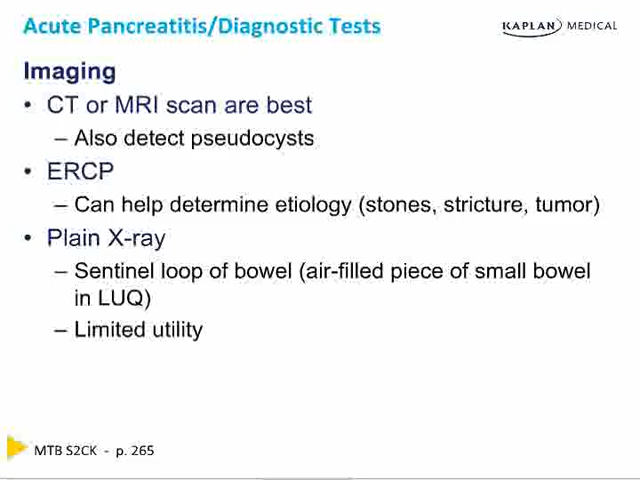 Acute Pancreatitis/Diagnostic Tests
KAPLAN MEDICAL
Imaging
• CT or MRI scan are best
– Also detect pseudocysts
• ERCP
– Can help determine etiology (stones, stricture, tumor)
• Plain X-ray
– Sentinel loop of bowel (air-filled piece of small bowel
in LUQ)
– Limited utility
MTB S2CK - p. 265